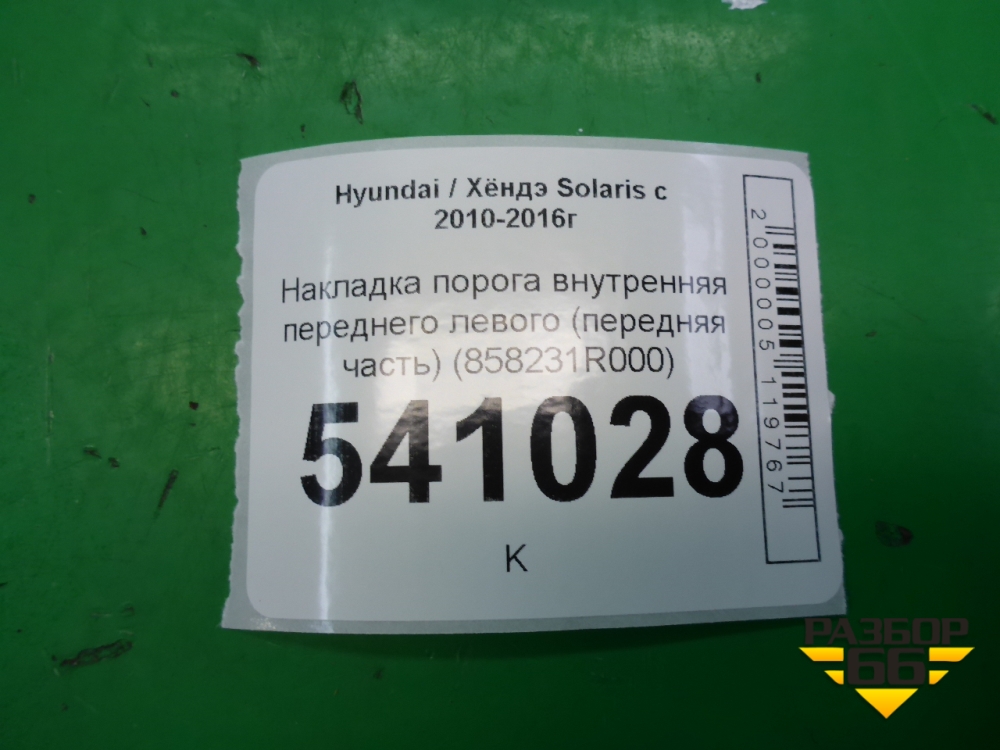 Hyundai / Хёндэ Solaris с
2010-2016г
Накладка порога внутренняя
переднего левого (передняя
часть) (858231R000)
541028
К
2000005119767
РАЗБОР
66